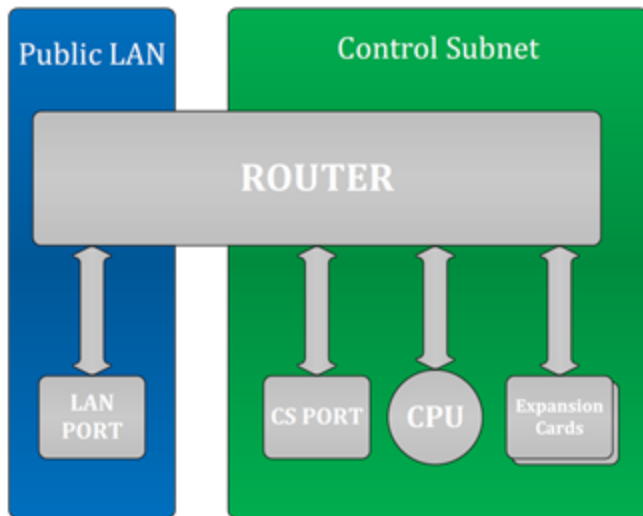 Public LAN
Control Subnet
ROUTER
LAN
PORT
CS PORT
CPU
Expansion
Cards